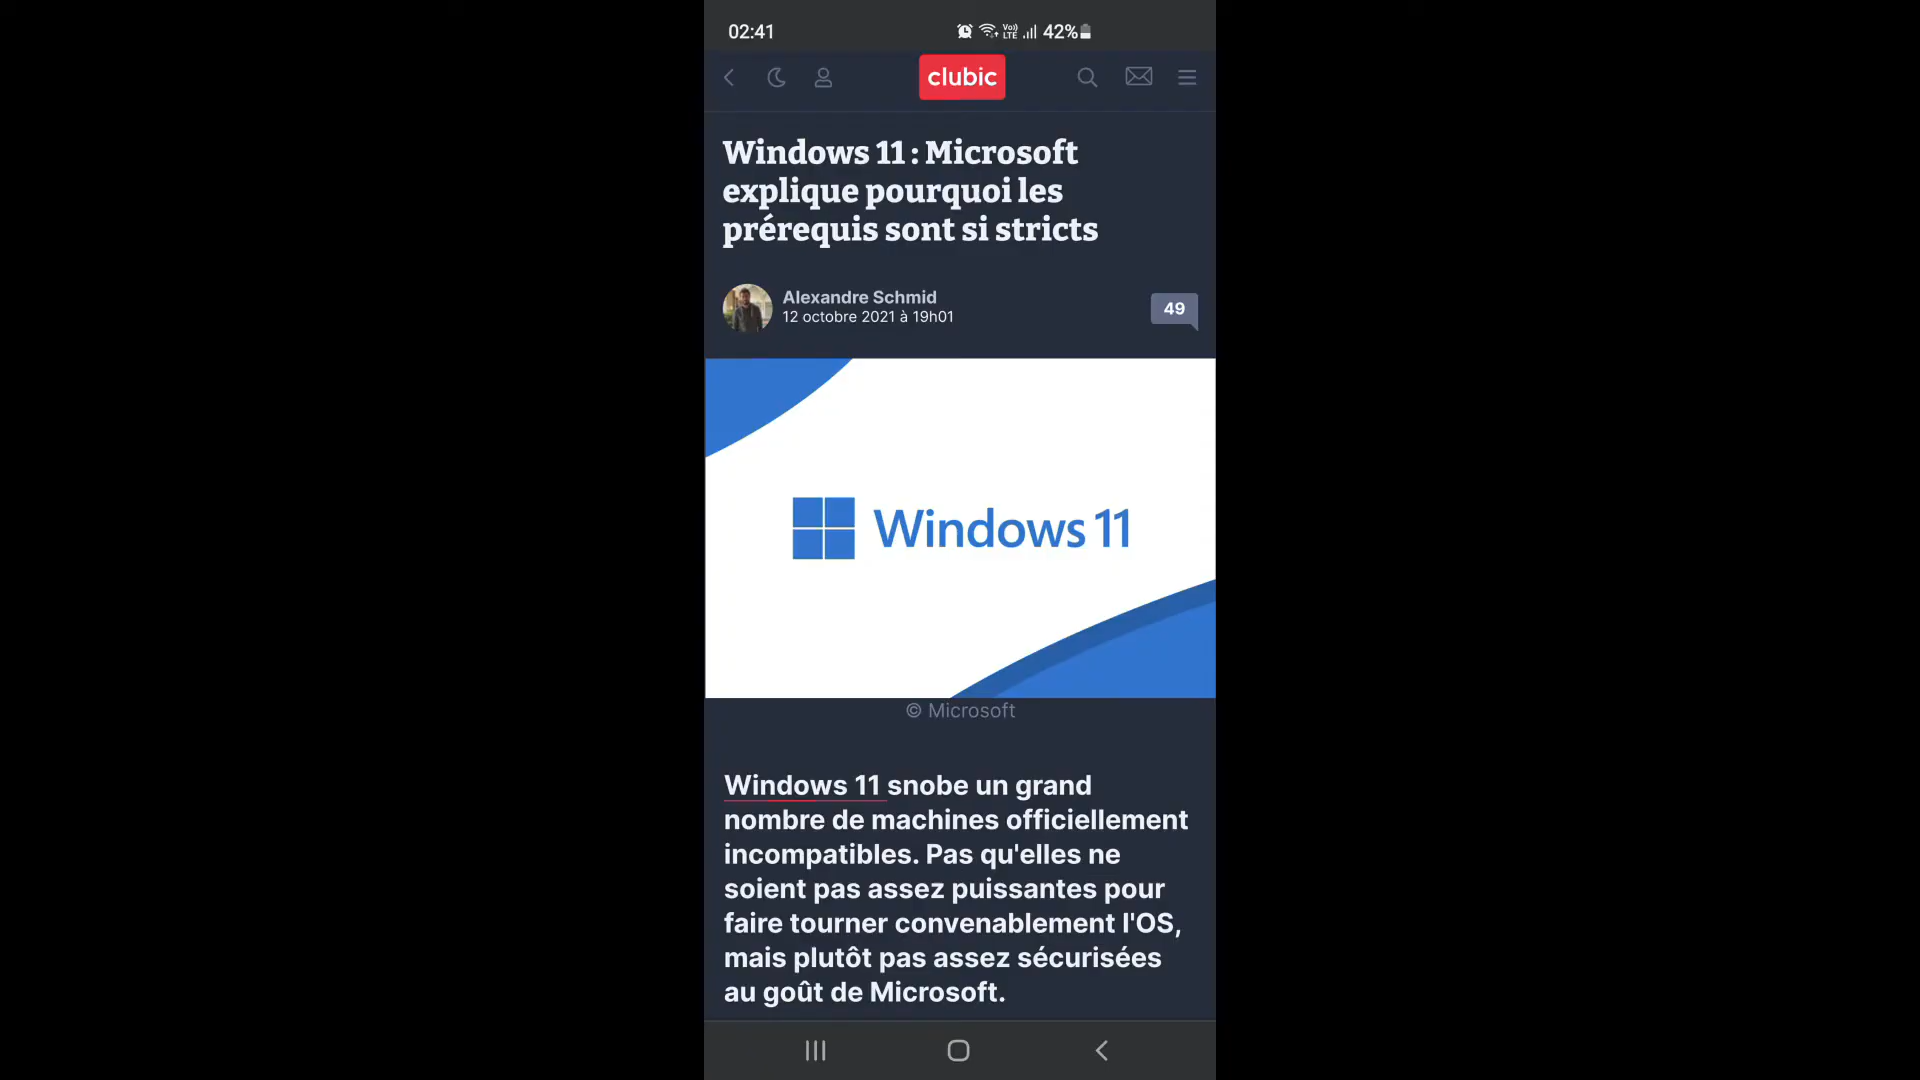 02:41
Vo))
LTE
42%
clubic
Windows 11 : Microsoft
explique pourquoi les
prérequis sont si stricts
Alexandre Schmid
12 octobre 2021 à 19h01
49
Windows 11
© Microsoft
Windows 11 snobe un grand
nombre de machines officiellement
incompatibles. Pas qu'elles ne
soient pas assez puissantes pour
faire tourner convenablement l'OS,
mais plutôt pas assez sécurisées
au goût de Microsoft.